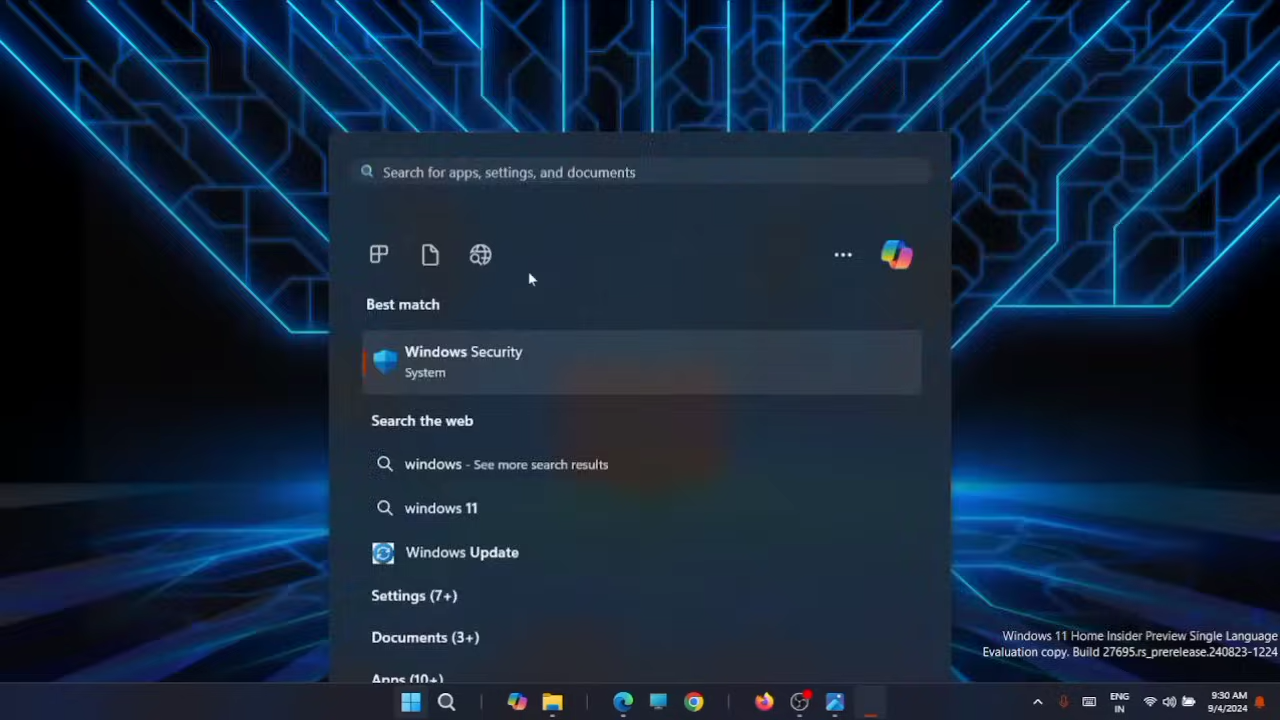 Search for apps, settings, and documents
Best match
Windows Security
System
Search the web
windows - See more search results
windows 11
Windows Update
Settings (7+)
Documents (3+)
Apps (10+)
Windows 11 Home Insider Preview Single Language
Evaluation copy. Build 27695.rs_prerelease.240823-1224
ENG
IN
9:30 AM
9/4/2024